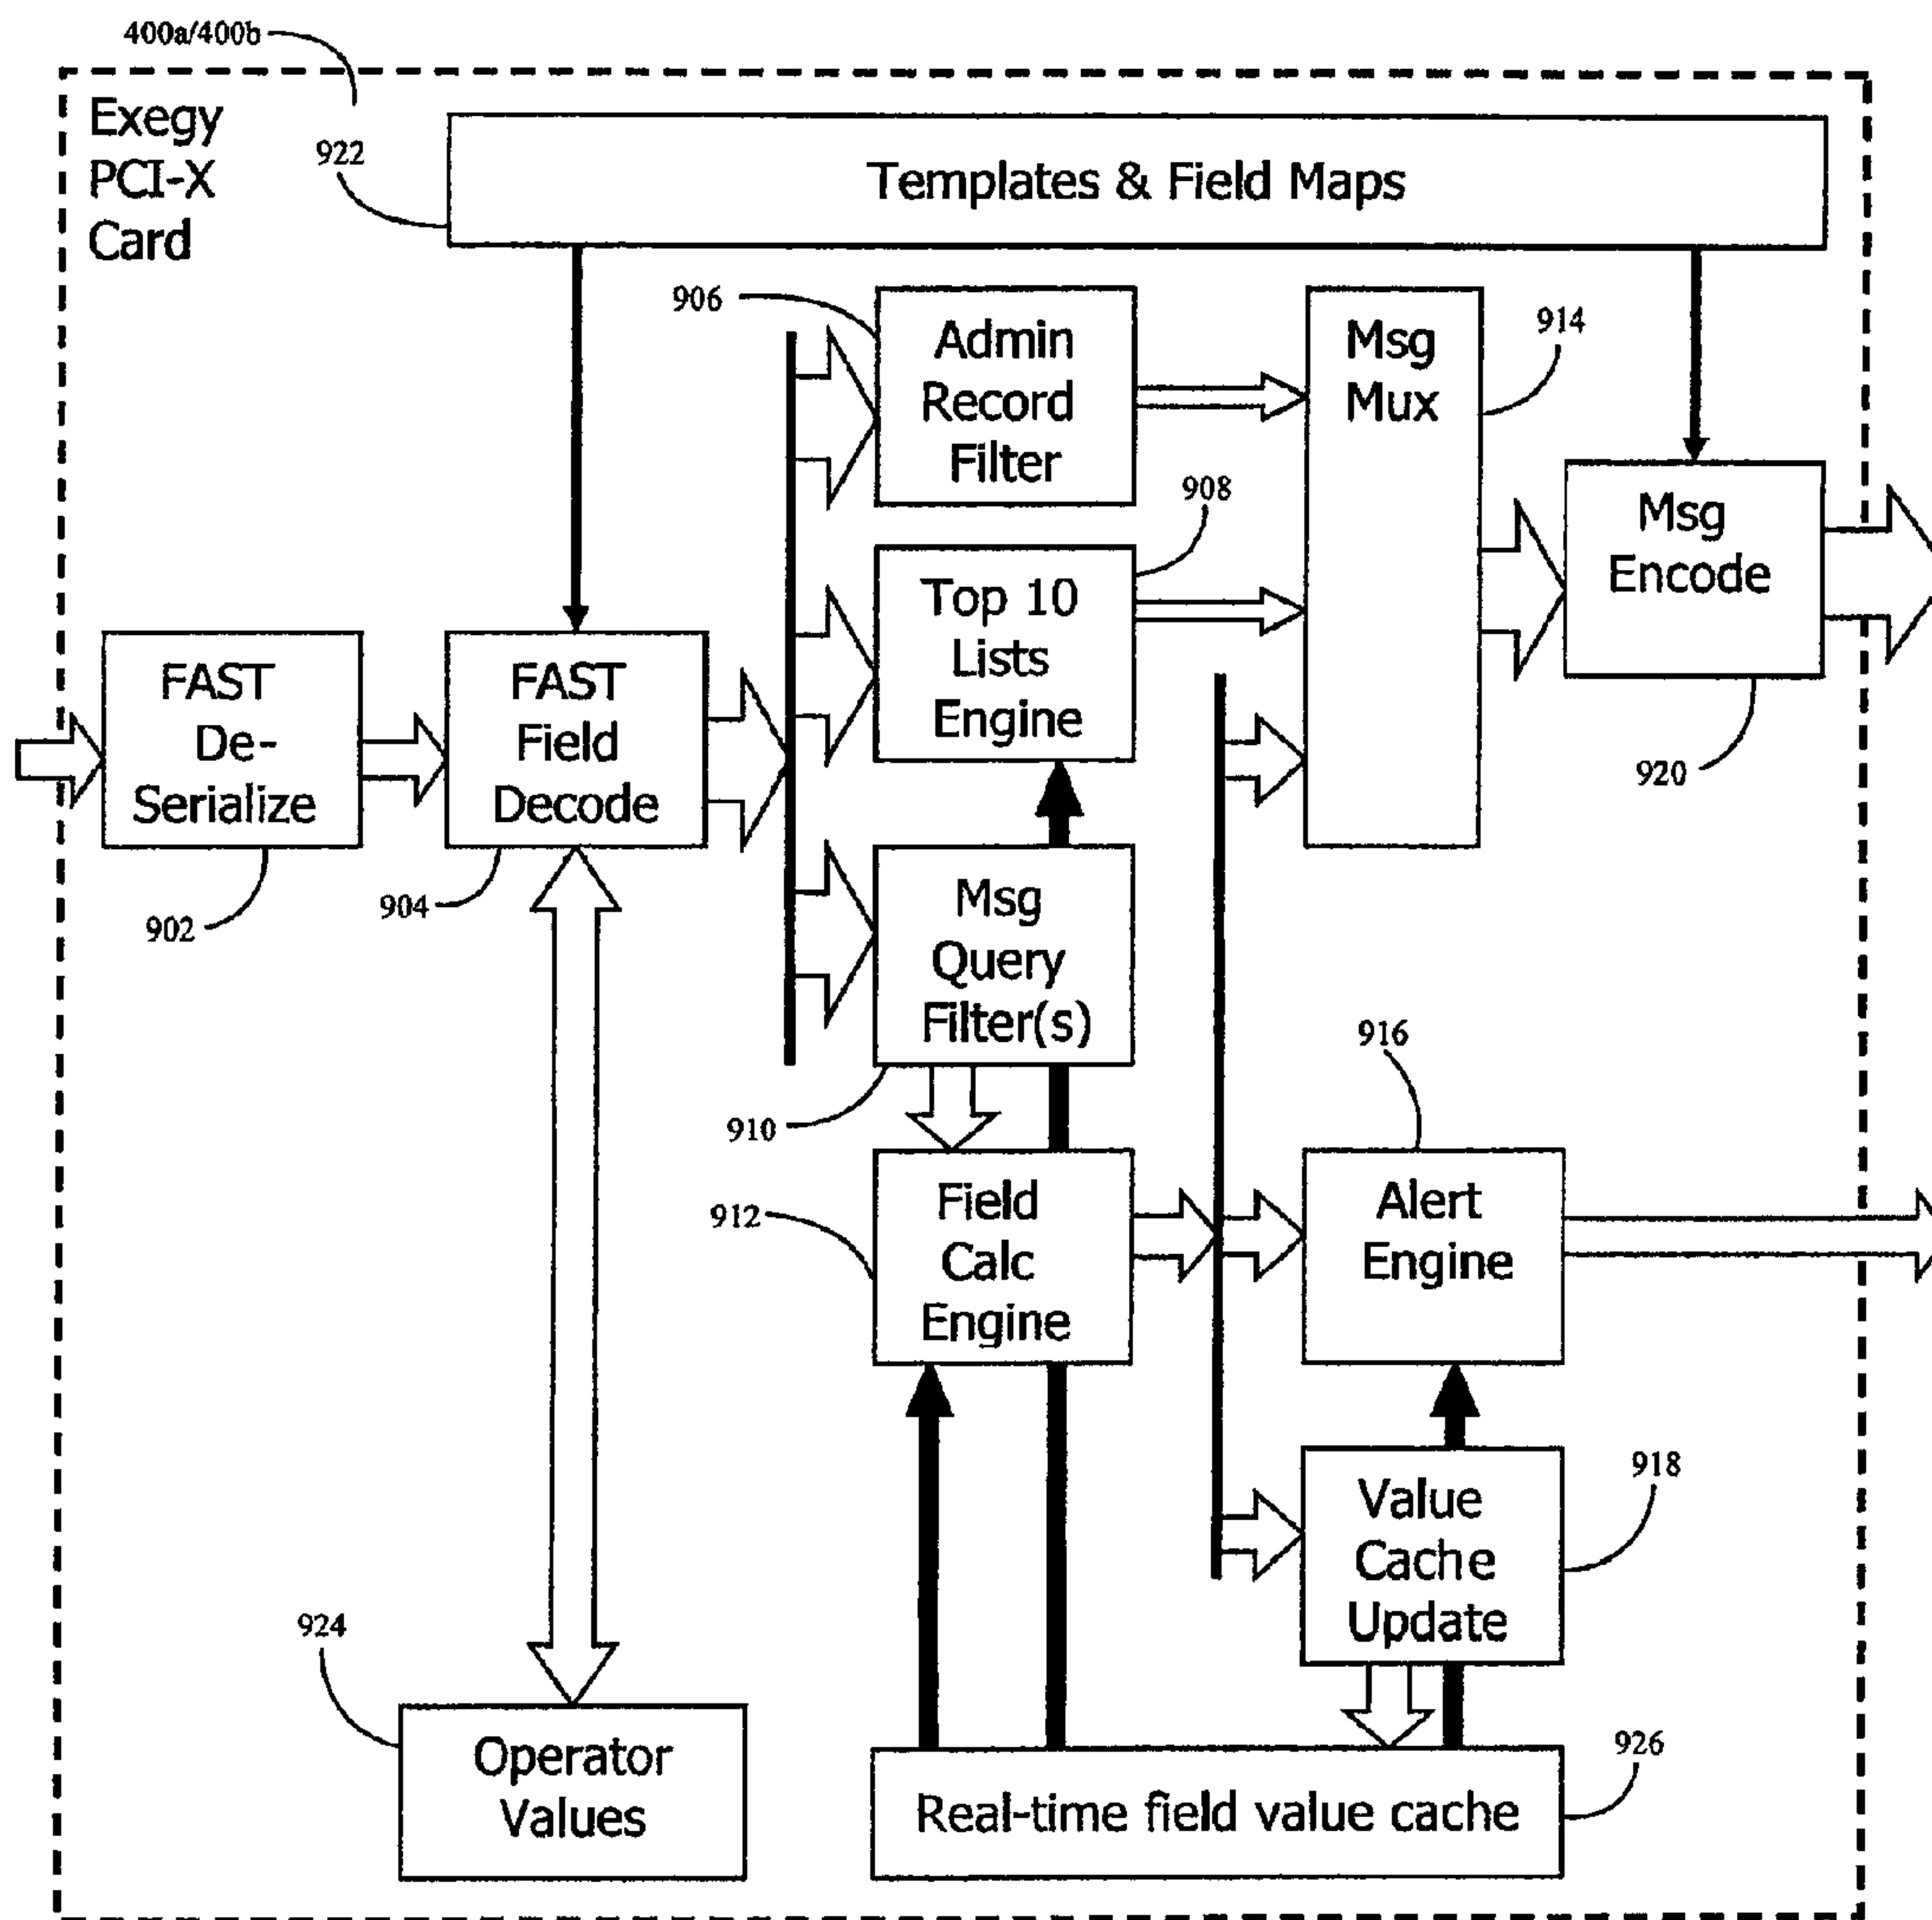 400a/400b
Exegy
PCI-X
Card
922
Templates & Field Maps
906
Admin
Record
Filter
Msg
Mux
914
908
Top 10
Lists
Engine
Msg
Encode
920
FAST
De-
Serialize
902
FAST
Field
Decode
904
Msg
Query
Filter(s)
910
916
912
Field
Calc
Engine
Alert
Engine
918
Value
Cache
Update
924
Operator
Values
926
Real-time field value cache